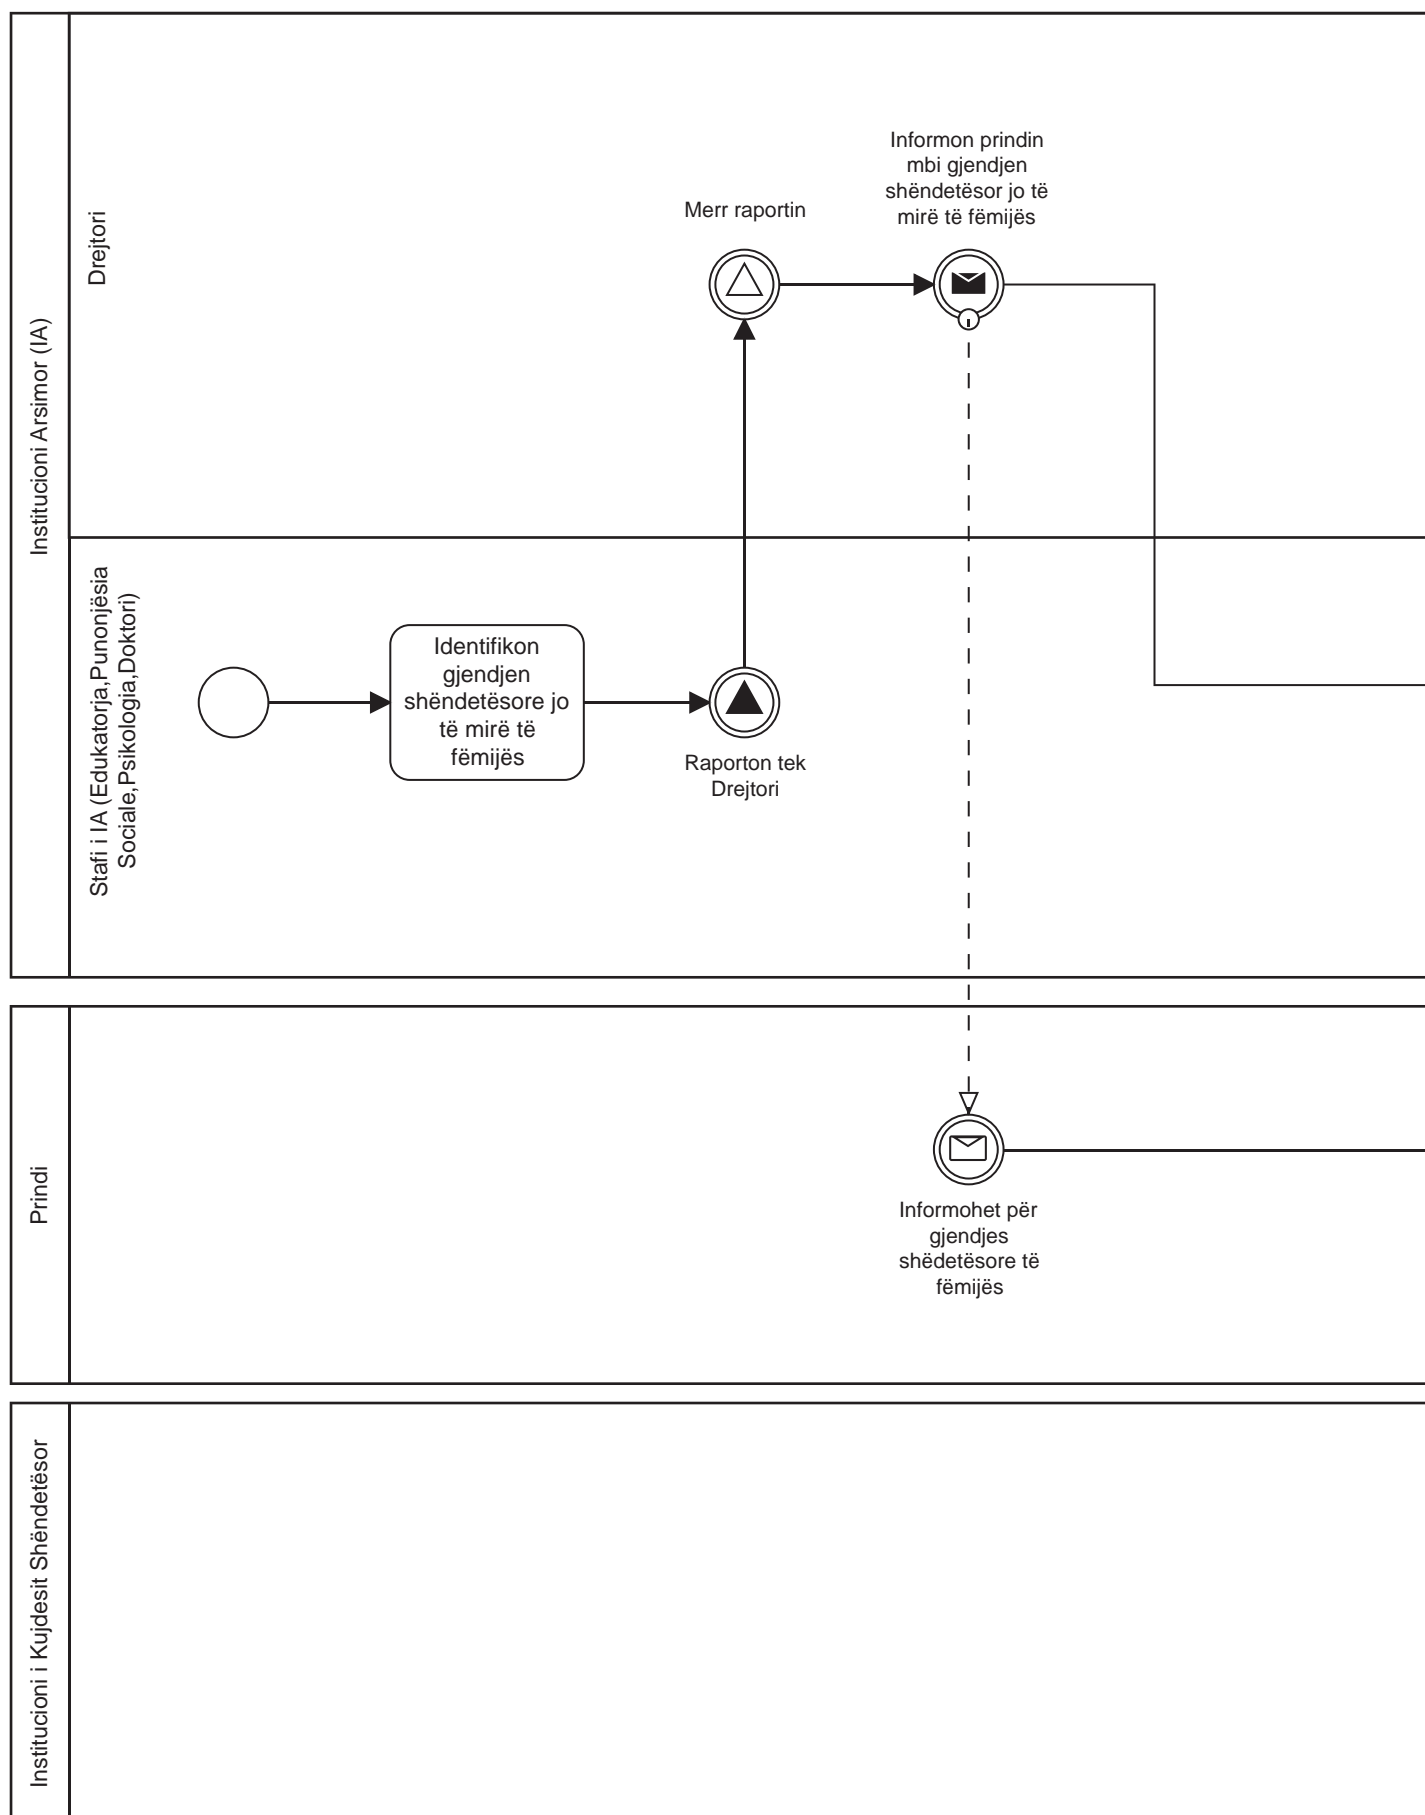 Institucioni Arsimor (IA)
Drejtori
Merr raportin
Informon prindin
mbi gjendjen
shëndetësor jo të
mirë të fëmijës
Stafi i IA (Edukatorja,Punonjësia
Sociale,Psikologia,Doktori)
Identifikon
gjendjen
shëndetësore jo
të mirë të
fëmijës
Raporton tek
Drejtori
Prindi
Informohet për
gjendjes
shëdetësore të
fëmijës
Institucioni i Kujdesit Shëndetësor